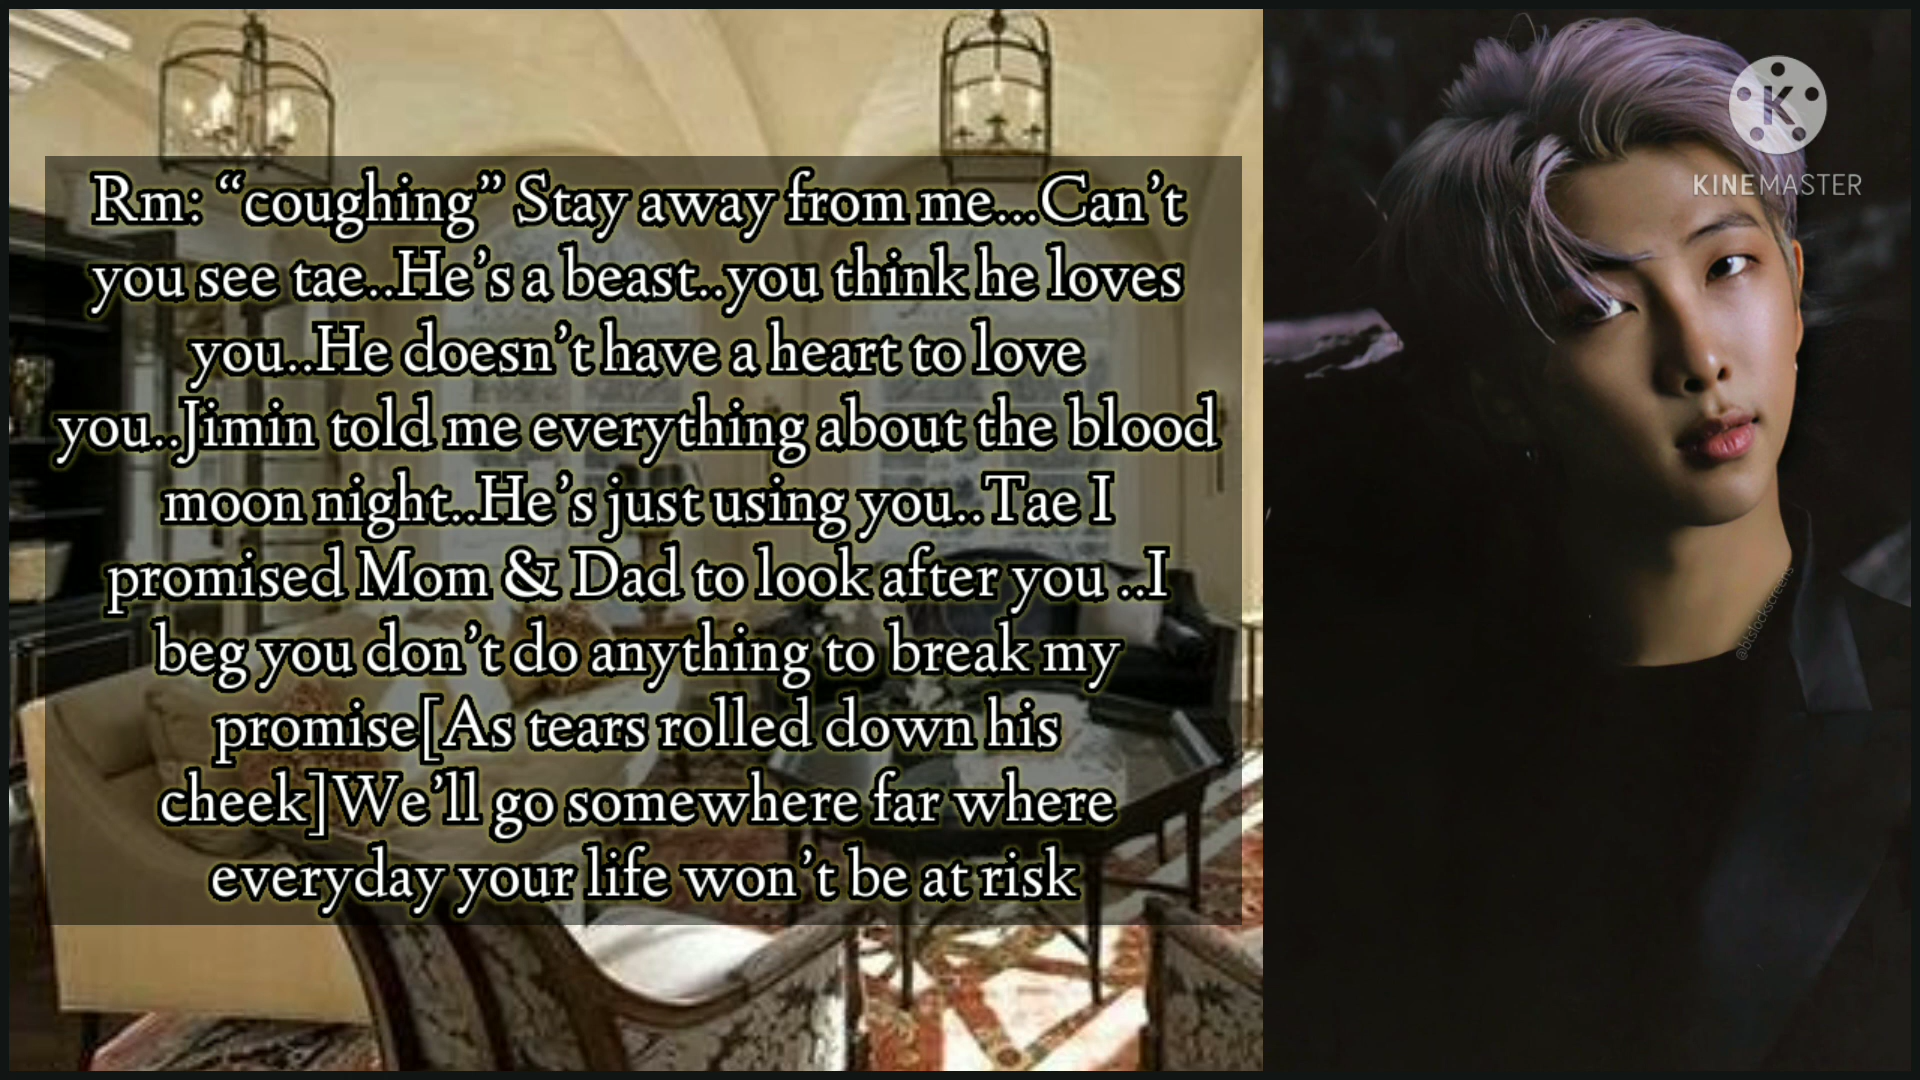 Rm: “coughing” Stay away from me...Can’t
you see tae..He’s a beast..you think he loves
you..He doesn’t have a heart to love
you..Jimin told me everything about the blood
moon night..He’s just using you..Tae I
promised Mom & Dad to look after you ..I
beg you don’t do anything to break my
promise[As tears rolled down his
cheek]We’ll go somewhere far where
everyday your life won’t be at risk
K
KINEMASTER
@btslockscreens